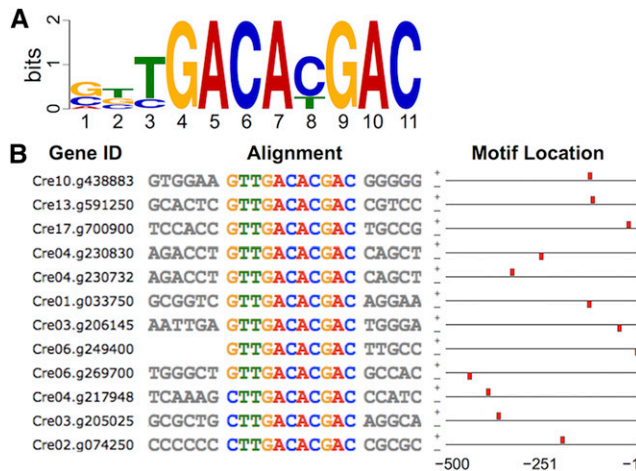 A
bits
2
1
0
G T T G A C A C G A C
C G C T
A C
1 2 3 4 5 6 7 8 9 10 11
B Gene ID Alignment Motif Location
Cre10.g438883 GTGGAA GTTGACACGAC GGGGG + _
Cre13.g591250 GCACTC GTTGACACGAC CGTCC + _
Cre17.g700900 TCCACC GTTGACACGAC TGCCG + _
Cre04.g230830 AGACCT GTTGACACGAC CAGCT + _
Cre04.g230732 AGACCT GTTGACACGAC CAGCT + _
Cre01.g033750 GCGGTC GTTGACACGAC AGGAA + _
Cre03.g206145 AATTGA GTTGACACGAC TGGGA + _
Cre06.g249400 GTTGACACGAC TTGCC + _
Cre06.g269700 TGGGCT GTTGACACGAC GCCAC + _
Cre04.g217948 TCAAAG CTTGACACGAC CCATC + _
Cre03.g205025 GCGCTG CTTGACACGAC AGGCA + _
Cre02.g074250 CCCCCC CTTGACACGAC CGCGC + _
-500 -251 -1